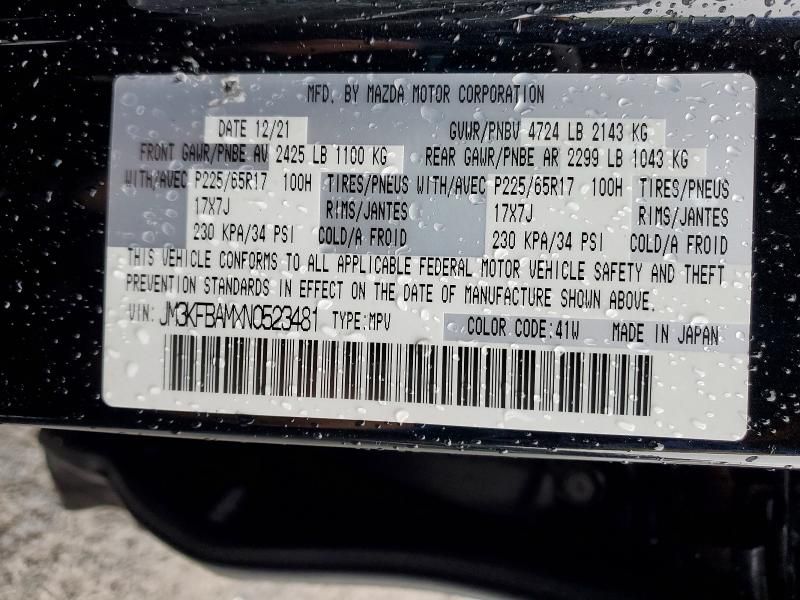 MFD. BY MAZDA MOTOR CORPORATION
DATE 12/21 GVWR/PNBV 4724 LB 2143 KG
FRONT GAWR/PNBE AV 2425 LB 1100 KG REAR GAWR/PNBE AR 2299 LB 1043 KG
WITH/AVEC P225/65R17 100H TIRES/PNEUS WITH/AVEC P225/65R17 100H TIRES/PNEUS
17X7J RIMS/JANTES 17X7J RIMS/JANTES
230 KPA/34 PSI COLD/A FROID 230 KPA/34 PSI COLD/A FROID
THIS VEHICLE CONFORMS TO ALL APPLICABLE FEDERAL MOTOR VEHICLE SAFETY AND THEFT
PREVENTION STANDARDS IN EFFECT ON THE DATE OF MANUFACTURE SHOWN ABOVE.
VIN: JM3KFBAMXN0523481 TYPE:MPV COLOR CODE:41W MADE IN JAPAN